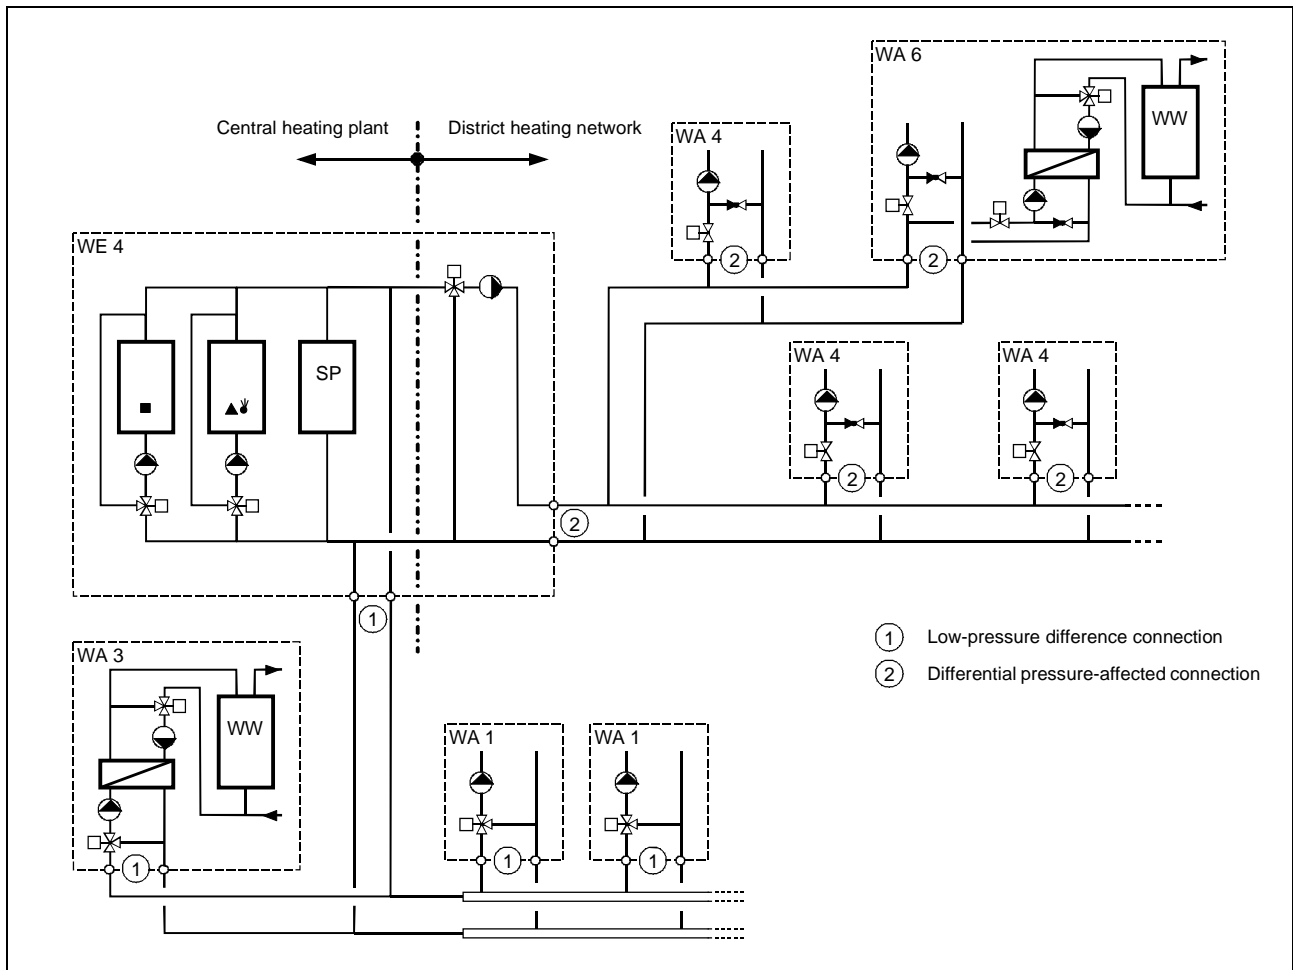 WA 6
WW
Central heating plant
District heating network
WA 4
2
2
WE 4
SP
WA 4
WA 4
2
2
2
1
1 Low-pressure difference connection
2 Differential pressure-affected connection
WA 3
WW
1
WA 1
WA 1
1
1